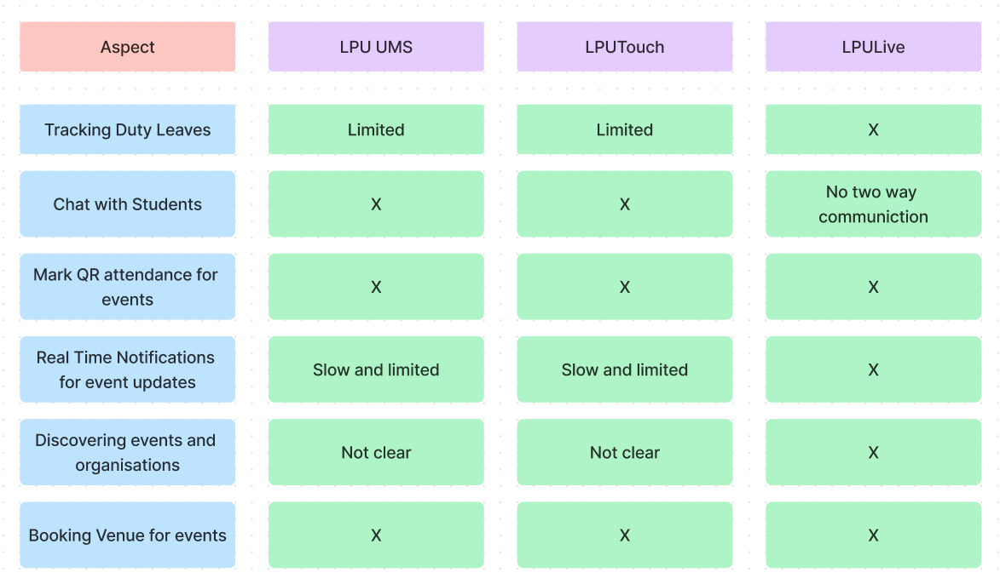 Aspect
LPU UMS
LPUTouch
LPULive
Tracking Duty Leaves
Limited
Limited
X
Chat with Students
X
X
No two way
communiction
Mark QR attendance for
events
X
X
X
Real Time Notifications
for event updates
Slow and limited
Slow and limited
X
Discovering events and
organisations
Not clear
Not clear
X
Booking Venue for events
X
X
X